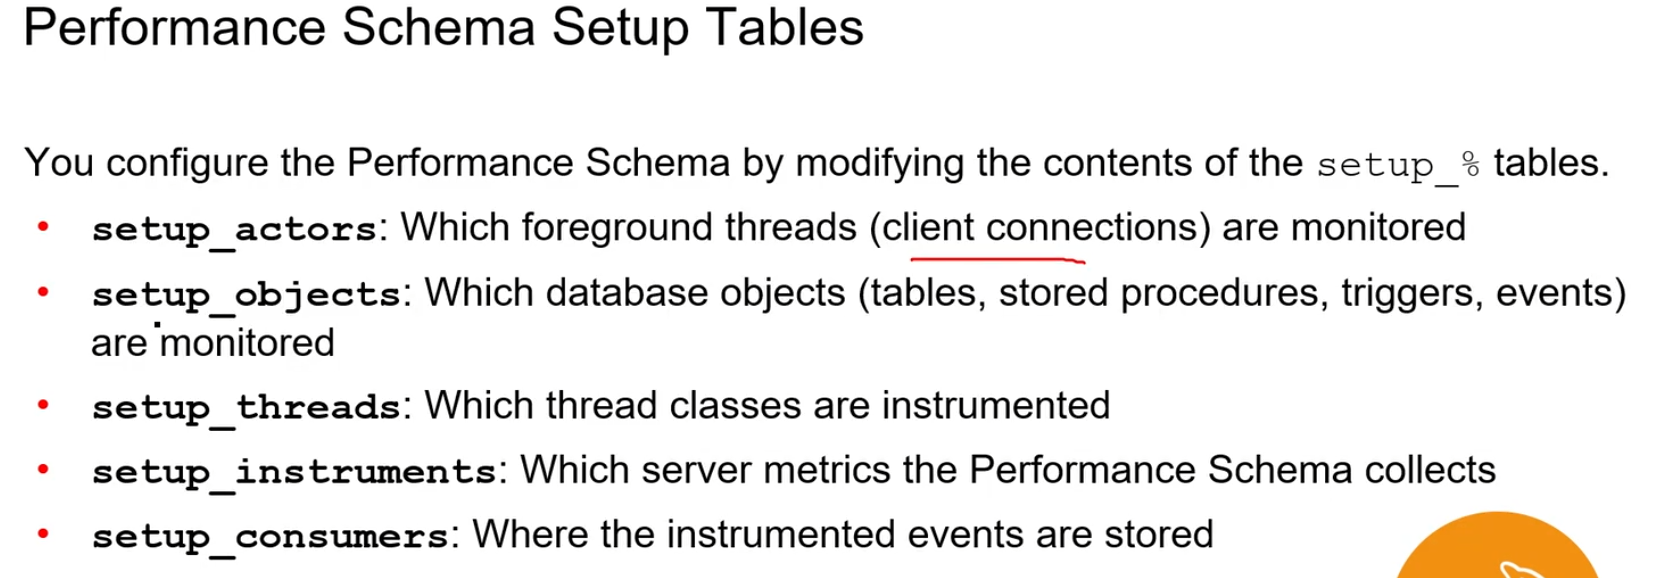 Performance Schema Setup Tables
You configure the Performance Schema by modifying the contents of the setup_% tables.
• setup_actors: Which foreground threads (client connections) are monitored
• setup_objects: Which database objects (tables, stored procedures, triggers, events)
are monitored
• setup_threads: Which thread classes are instrumented
• setup_instruments: Which server metrics the Performance Schema collects
• setup_consumers: Where the instrumented events are stored